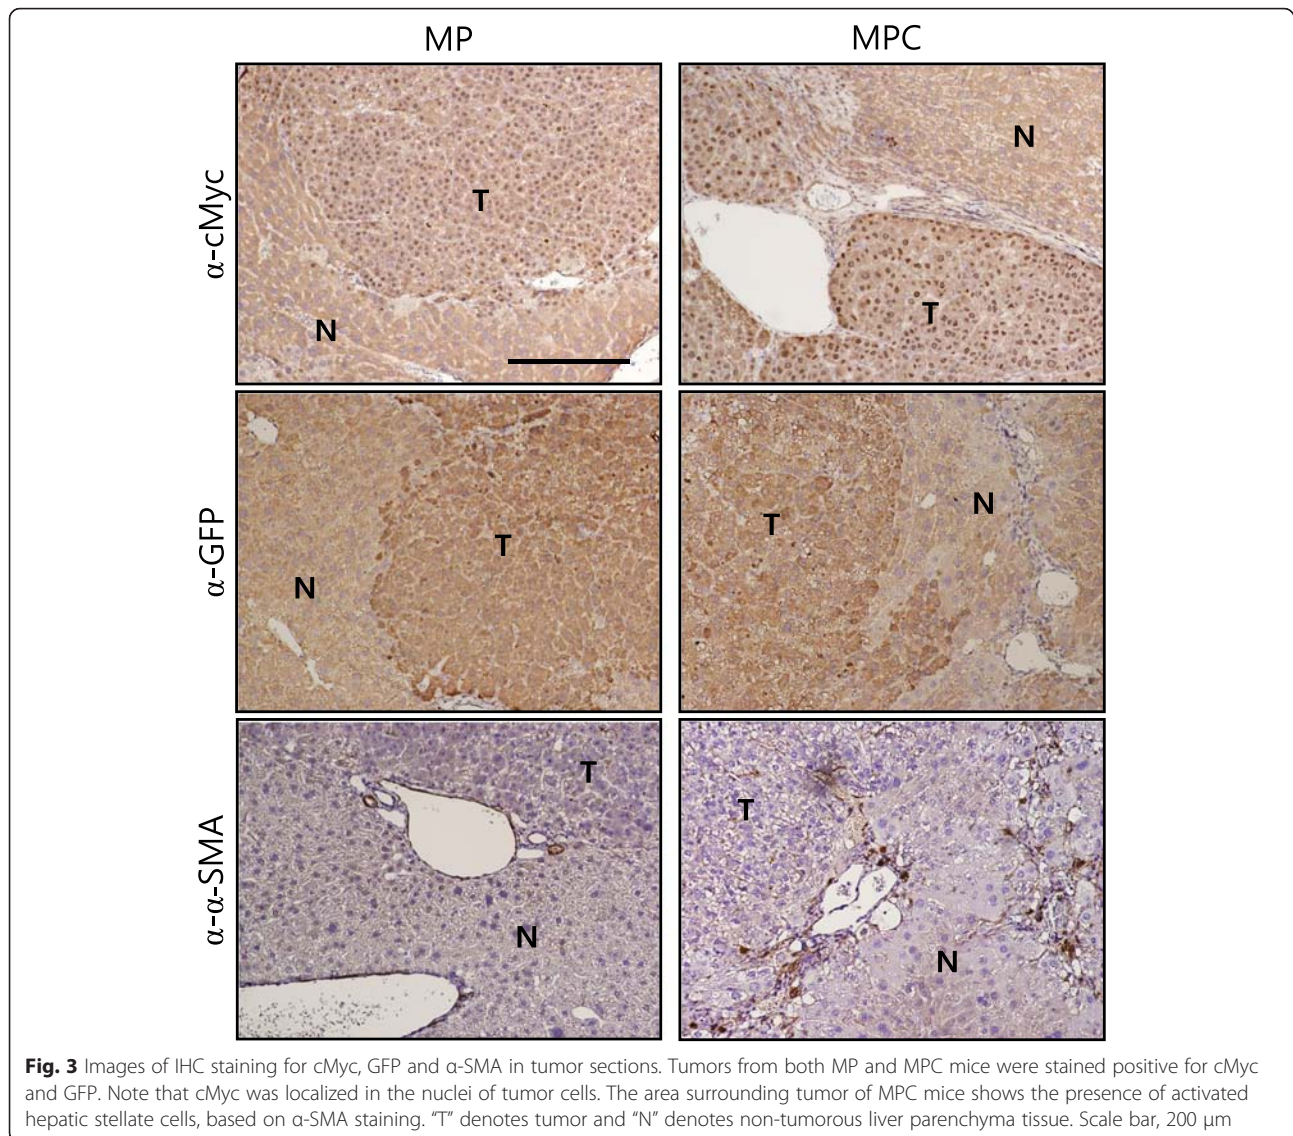 MP MPC
α-cMyc
T
N
N
T
α-GFP
N
T
T
N
α-α-SMA
T
N
T
N
Fig. 3 Images of IHC staining for cMyc, GFP and α-SMA in tumor sections. Tumors from both MP and MPC mice were stained positive for cMyc
and GFP. Note that cMyc was localized in the nuclei of tumor cells. The area surrounding tumor of MPC mice shows the presence of activated
hepatic stellate cells, based on α-SMA staining. “T” denotes tumor and “N” denotes non-tumorous liver parenchyma tissue. Scale bar, 200 μm